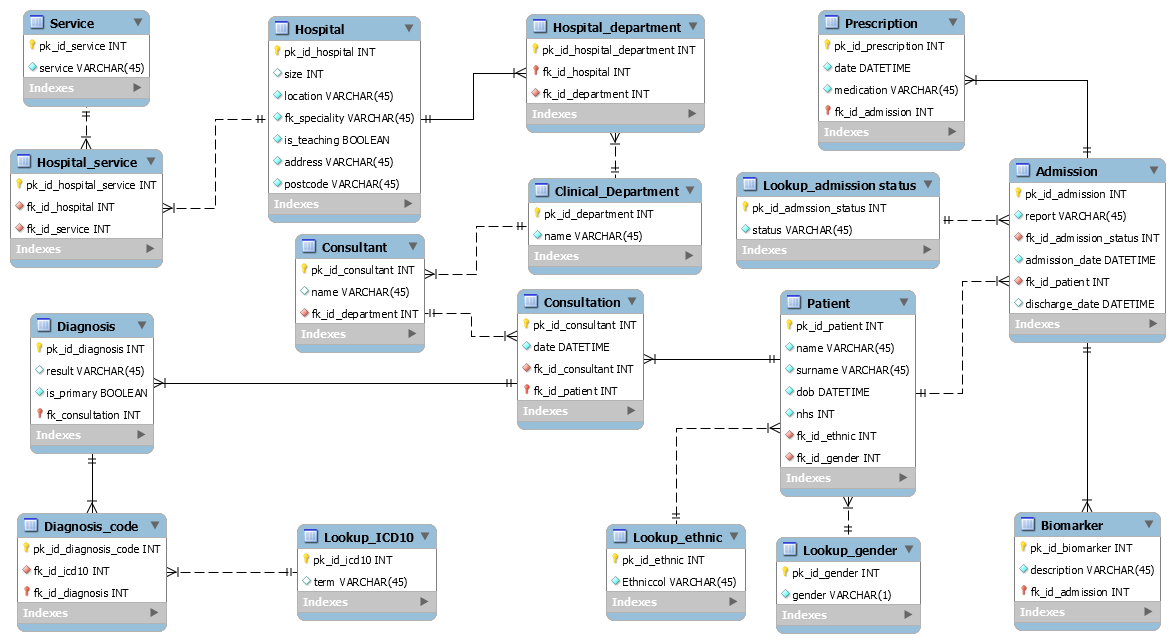 Service
pk_id_service INT
service VARCHAR(45)
Indexes
Hospital
pk_id_hospital INT
size INT
location VARCHAR(45)
fk_speciality VARCHAR(45)
is_teaching BOOLEAN
address VARCHAR(45)
postcode VARCHAR(45)
Indexes
Hospital_department
pk_id_hospital_department INT
fk_id_hospital INT
fk_id_department INT
Indexes
Prescription
pk_id_prescription INT
date DATETIME
medication VARCHAR(45)
fk_id_admission INT
Indexes
Hospital_service
pk_id_hospital_service INT
fk_id_hospital INT
fk_id_service INT
Indexes
Clinical_Department
pk_id_department INT
name VARCHAR(45)
Indexes
Lookup_admission status
pk_id_admssion_status INT
status VARCHAR(45)
Indexes
Admission
pk_id_admission INT
report VARCHAR(45)
fk_id_admission_status INT
admission_date DATETIME
fk_id_patient INT
discharge_date DATETIME
Indexes
Consultant
pk_id_consultant INT
name VARCHAR(45)
fk_id_department INT
Indexes
Consultation
pk_id_consultant INT
date DATETIME
fk_id_consultant INT
fk_id_patient INT
Indexes
Patient
pk_id_patient INT
name VARCHAR(45)
surname VARCHAR(45)
dob DATETIME
nhs INT
fk_id_ethnic INT
fk_id_gender INT
Indexes
Diagnosis
pk_id_diagnosis INT
result VARCHAR(45)
is_primary BOOLEAN
fk_consultation INT
Indexes
Diagnosis_code
pk_id_diagnosis_code INT
fk_id_icd10 INT
fk_id_diagnosis INT
Indexes
Lookup_ICD10
pk_id_icd10 INT
term VARCHAR(45)
Indexes
Lookup_ethnic
pk_id_ethnic INT
Ethniccol VARCHAR(45)
Indexes
Lookup_gender
pk_id_gender INT
gender VARCHAR(1)
Indexes
Biomarker
pk_id_biomarker INT
description VARCHAR(45)
fk_id_admission INT
Indexes